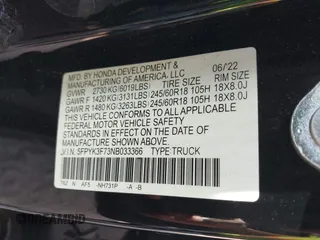 MFD. BY HONDA DEVELOPMENT & 06/22
MANUFACTURING OF AMERICA, LLC
GVWR 2730 KG(6019LBS) TIRE SIZE RIM SIZE
GAWR F 1420 KG(3131LBS) 245/60R18 105H 18X8.0J
GAWR R 1480 KG(3263LBS) 245/60R18 105H 18X8.0J
THIS VEHICLE CONFORMS TO ALL APPLICABLE
FEDERAL MOTOR VEHICLE SAFETY AND
THEFT PREVENTION STANDARDS IN EFFECT
ON THE DATE OF MANUFACTURE SHOWN ABOVE.
V.I.N. 5FPYK3F73NB033366 TYPE TRUCK
NH731P -A -B